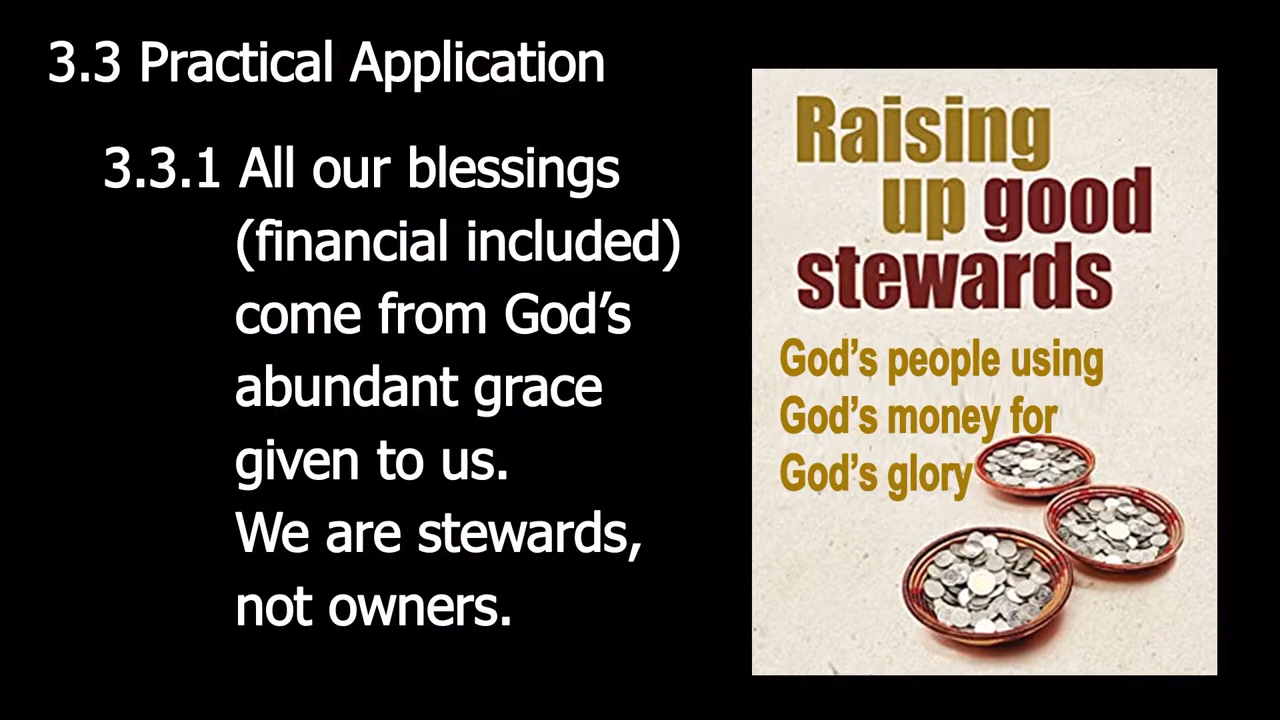 3.3 Practical Application
3.3.1 All our blessings
(financial included)
come from God’s
abundant grace
given to us.
We are stewards,
not owners.
Raising
up good
stewards
God’s people using
God’s money for
God’s glory